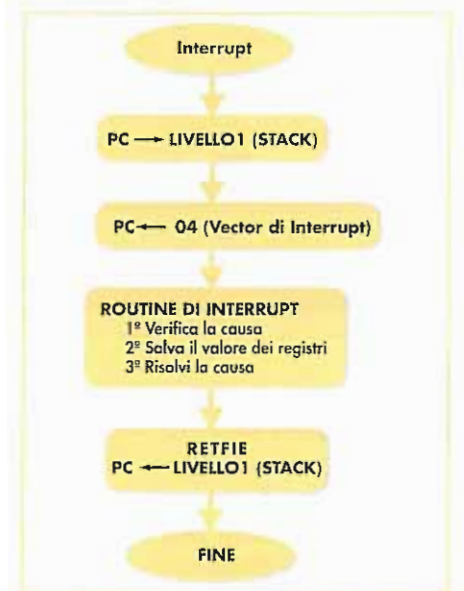 Interrupt
PC → LIVELLO1 (STACK)
PC ← 04 (Vector di Interrupt)
ROUTINE DI INTERRUPT
1º Verifica la causa
2º Salva il valore dei registri
3º Risolvi la causa
RETFIE
PC ← LIVELLO1 (STACK)
FINE